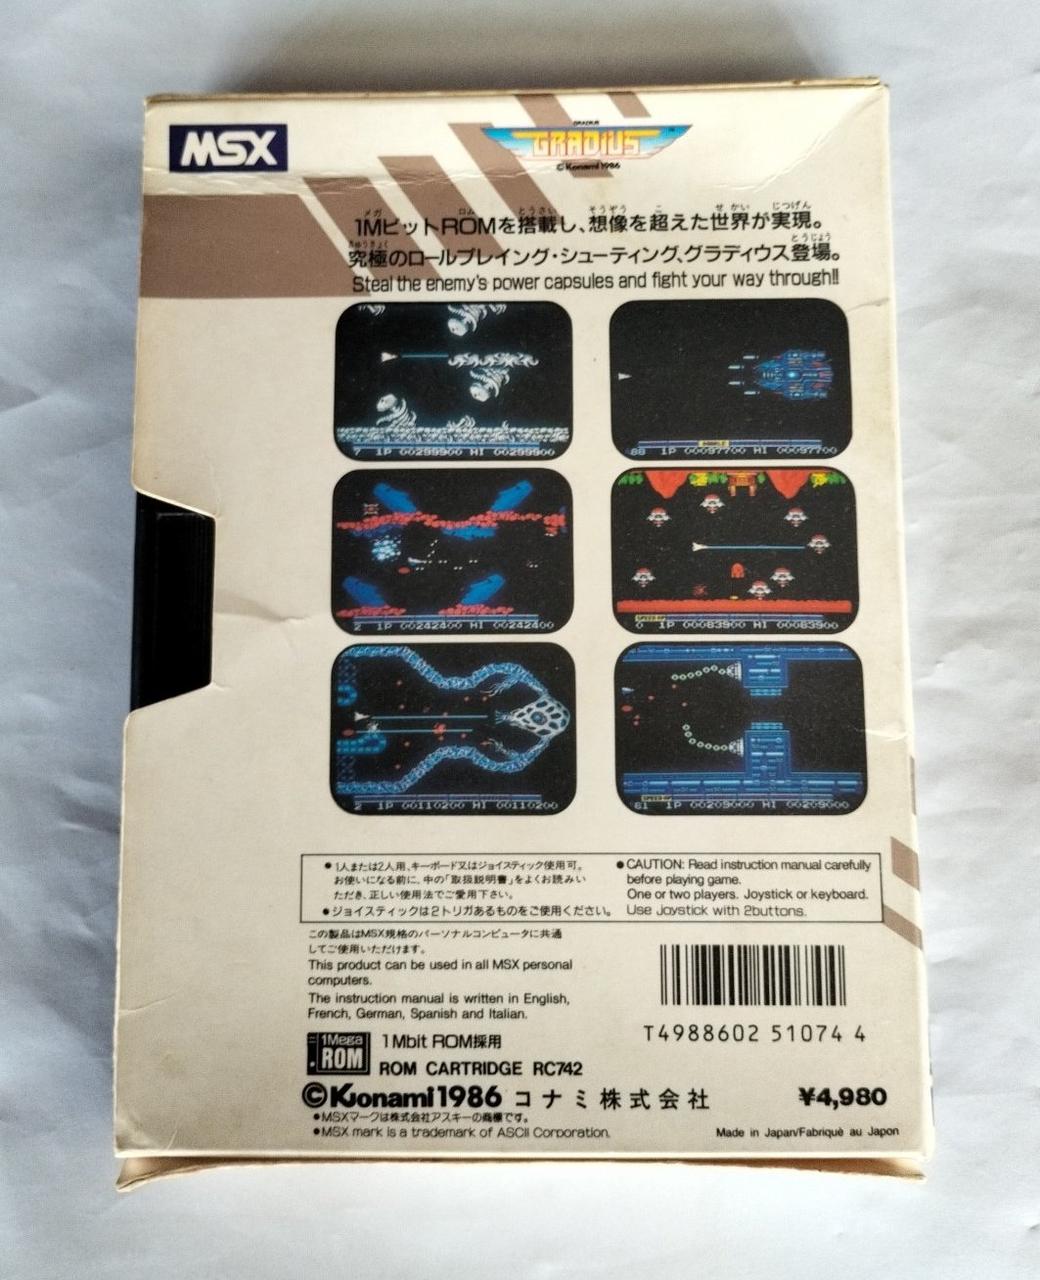 MSX
GRADIUS
GRADIUS
©Konami 1986
1MビットROMを搭載し、想像を超えた世界が実現。
究極のロールプレイング・シューティング、グラディウス登場。
Steal the enemy's power capsules and fight your way through!!
7 1P 00299900 HI 00299900
88 1P 00097700 HI 00097700
2 1P 00242400 HI 00242400
SPEED UP
0 1P 00083900 HI 00083900
2 1P 00110200 HI 00110200
SPEED UP
61 1P 00209000 HI 00209000
●1人または2人用、キーボード又はジョイスティック使用可。
お使いになる前に、中の「取扱説明書」をよくお読みい
ただき、正しい使用法でご愛用下さい。
●ジョイスティックは2トリガあるものをご使用ください。
●CAUTION: Read instruction manual carefully
before playing game.
One or two players. Joystick or keyboard.
Use Joystick with 2buttons.
この製品はMSX規格のパーソナルコンピュータに共通
してご使用いただけます。
This product can be used in all MSX personal
computers.
The instruction manual is written in English,
French, German, Spanish and Italian.
T4988602 51074 4
1Mega
ROM
1Mbit ROM採用
ROM CARTRIDGE RC742
©Konami 1986 コナミ株式会社
¥4,980
●MSXマークは株式会社アスキーの商標です。
●MSX mark is a trademark of ASCII Corporation.
Made in Japan/Fabriqué au Japon